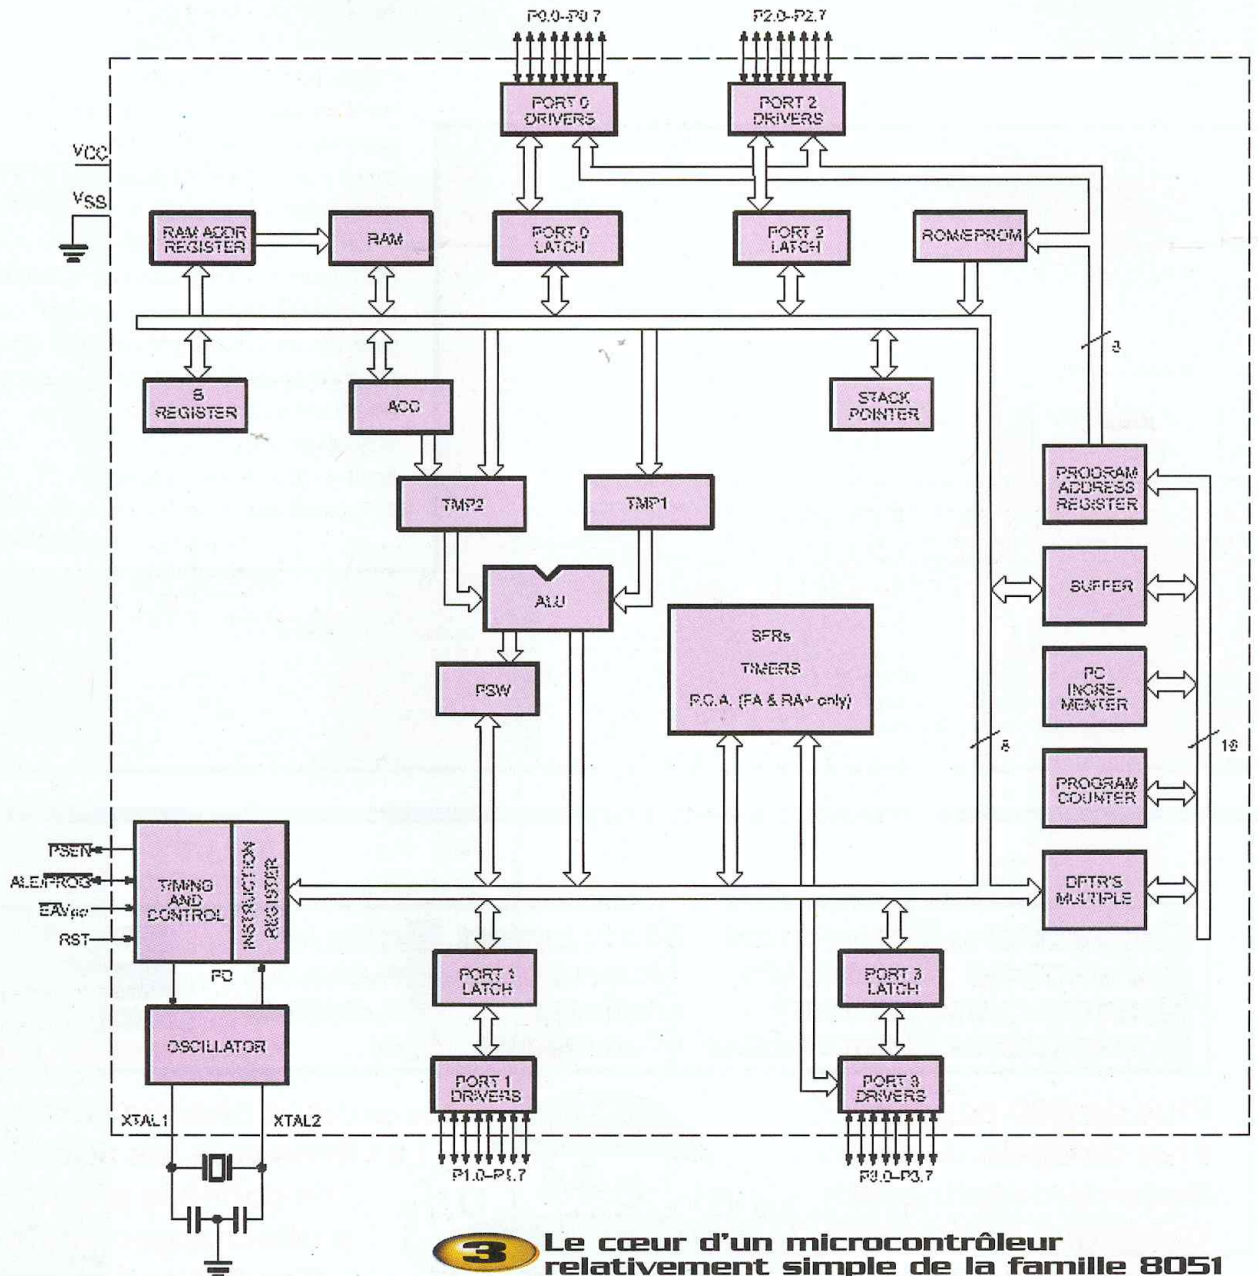 P0.0–P0.7
P2.0–P2.7
PORT 0
DRIVERS
PORT 2
DRIVERS
VCC
VSS
RAM ADDR
REGISTER
RAM
PORT 0
LATCH
PORT 2
LATCH
ROM/EPROM
8
B
REGISTER
ACC
STACK
POINTER
PROGRAM
ADDRESS
REGISTER
TMP2
TMP1
BUFFER
ALU
SFRs
TIMERS
P.C.A. (FA & RA+ only)
PSW
PC
INCRE-
MENTER
8
16
PROGRAM
COUNTER
PSEN
ALE/PROG
EAVPP
RST
TIMING
AND
CONTROL
INSTRUCTION
REGISTER
DPTR'S
MULTIPLE
PD
PORT 1
LATCH
PORT 3
LATCH
OSCILLATOR
PORT 1
DRIVERS
PORT 3
DRIVERS
XTAL1
XTAL2
P1.0–P1.7
P3.0–P3.7
3 Le cœur d'un microcontrôleur
relativement simple de la famille 8051